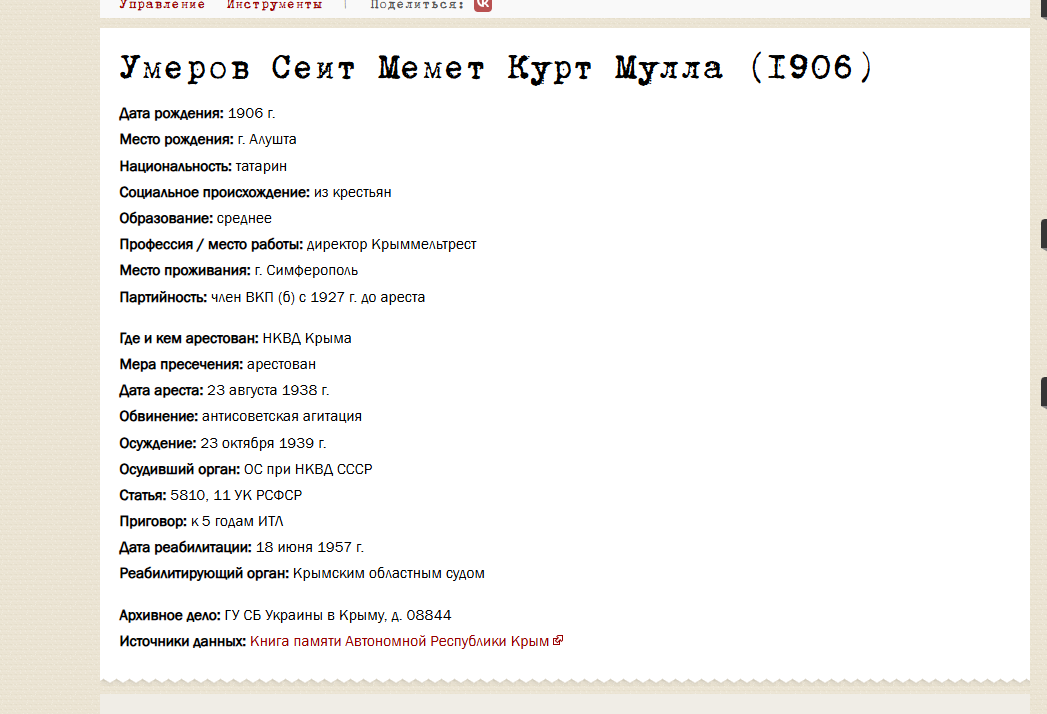 Управление Инструменты | Поделиться:
Умеров Сеит Мемет Курт Мулла (1906)
Дата рождения: 1906 г.
Место рождения: г. Алушта
Национальность: татарин
Социальное происхождение: из крестьян
Образование: среднее
Профессия / место работы: директор Крыммельтрест
Место проживания: г. Симферополь
Партийность: член ВКП (б) с 1927 г. до ареста
Где и кем арестован: НКВД Крыма
Мера пресечения: арестован
Дата ареста: 23 августа 1938 г.
Обвинение: антисоветская агитация
Осуждение: 23 октября 1939 г.
Осудивший орган: ОС при НКВД СССР
Статья: 5810, 11 УК РСФСР
Приговор: к 5 годам ИТЛ
Дата реабилитации: 18 июня 1957 г.
Реабилитирующий орган: Крымским областным судом
Архивное дело: ГУ СБ Украины в Крыму, д. 08844
Источники данных: Книга памяти Автономной Республики Крым